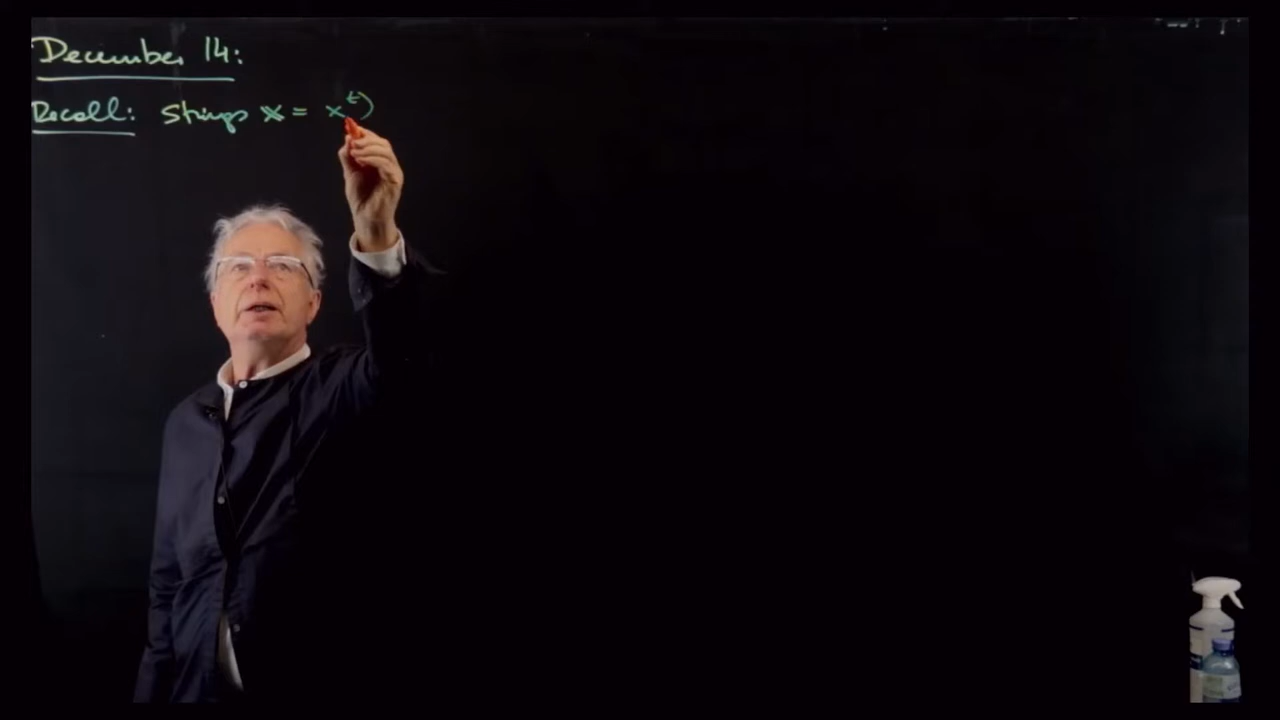 December 14:
Recall: Strings 𝕏 = x^(t)